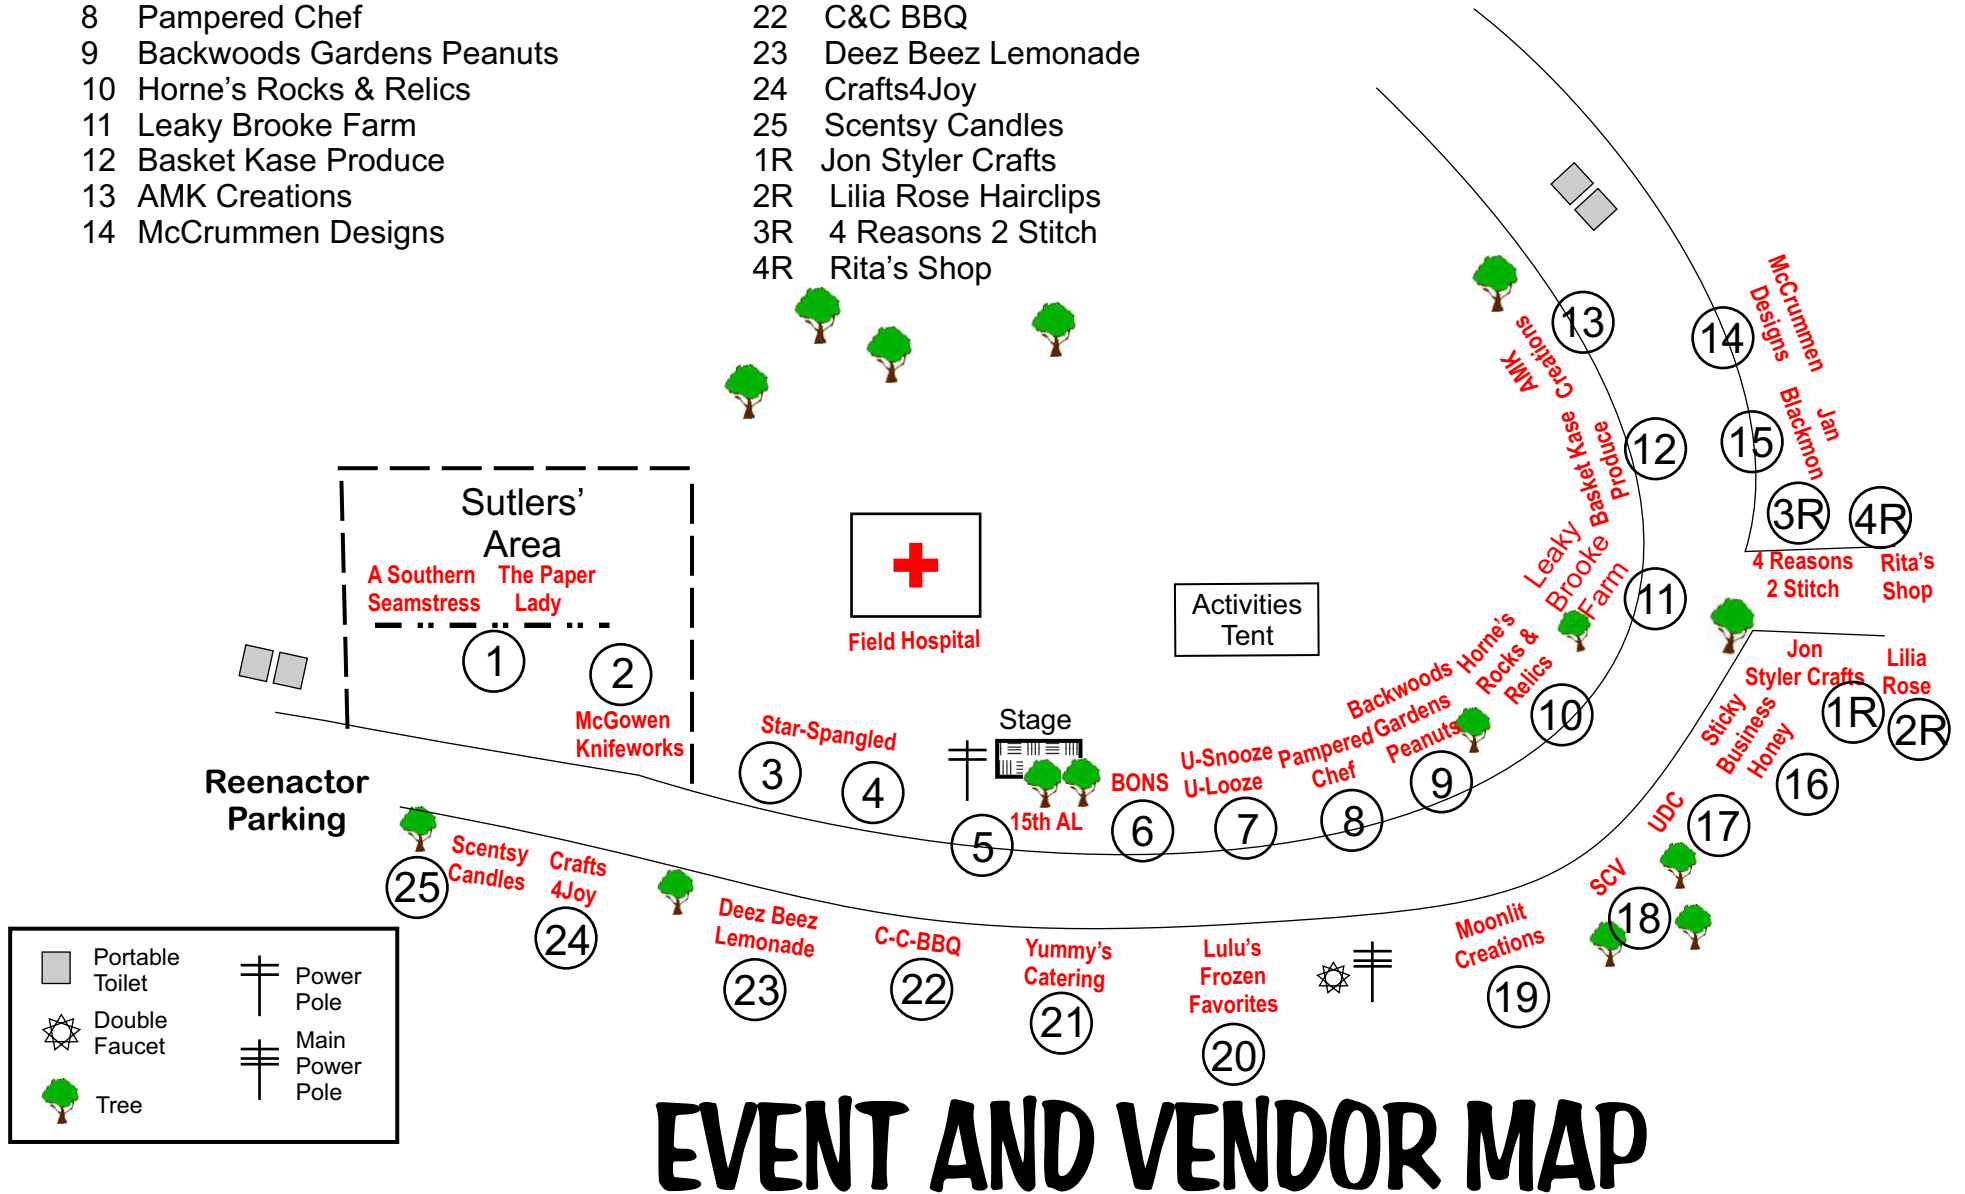 8 Pampered Chef
9 Backwoods Gardens Peanuts
10 Horne’s Rocks & Relics
11 Leaky Brooke Farm
12 Basket Kase Produce
13 AMK Creations
14 McCrummen Designs
22 C&C BBQ
23 Deez Beez Lemonade
24 Crafts4Joy
25 Scentsy Candles
1R Jon Styler Crafts
2R Lilia Rose Hairclips
3R 4 Reasons 2 Stitch
4R Rita’s Shop
Sutlers’
Area
A Southern
Seamstress
The Paper
Lady
1
2
McGowen
Knifeworks
Field Hospital
Activities
Tent
Star-Spangled
3
4
Stage
5
15th AL
BONS
6
U-Snooze
U-Looze
7
Pampered
Chef
8
Backwoods
Gardens
Peanuts
9
Horne’s
Rocks &
Relics
10
Leaky
Brooke
Farm
11
Basket Kase
Produce
12
AMK
Creations
13
McCrummen
Designs
14
Jan
Blackmon
15
3R
4R
4 Reasons
2 Stitch
Rita’s
Shop
Jon
Styler Crafts
1R
Lilia
Rose
2R
Sticky
Business
Honey
16
UDC
17
SCV
18
Moonlit
Creations
19
Lulu’s
Frozen
Favorites
20
Yummy’s
Catering
21
C-C-BBQ
22
Deez Beez
Lemonade
23
Crafts
4Joy
24
Scentsy
Candles
25
Reenactor
Parking
Portable
Toilet
Double
Faucet
Tree
Power
Pole
Main
Power
Pole
EVENT AND VENDOR MAP